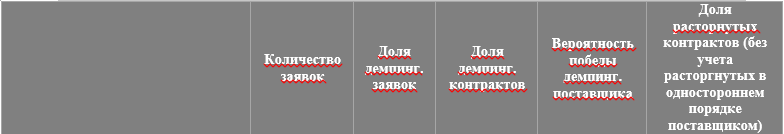 Количество
заявок
Доля
демпинг.
заявок
Доля
демпинг.
контрактов
Вероятность
победы
демпинг.
поставщика
Доля
расторнутых
контрактов (без
учета
расторгнутых в
одностороннем
порядке
поставщиком)